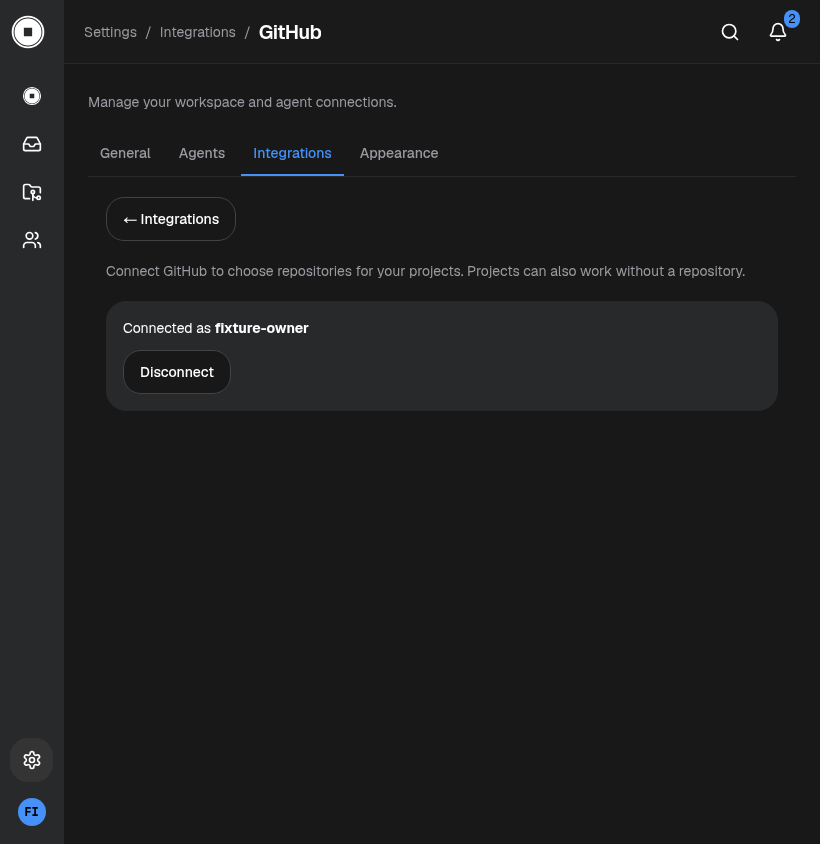 Settings / Integrations / GitHub
2
Manage your workspace and agent connections.
General Agents Integrations Appearance
← Integrations
Connect GitHub to choose repositories for your projects. Projects can also work without a repository.
Connected as fixture-owner
Disconnect
FI